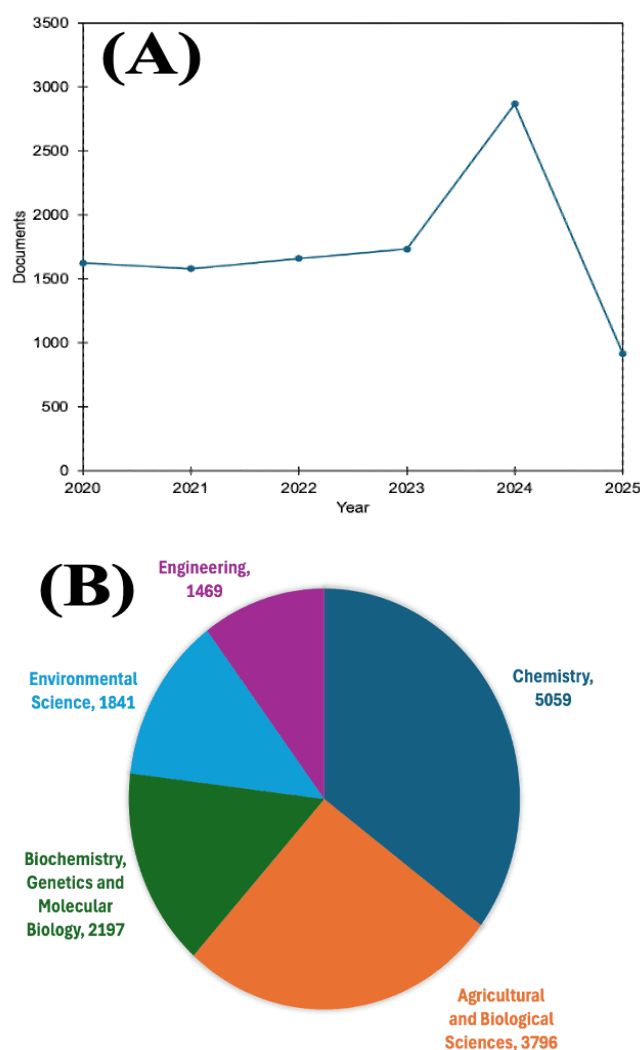 (A)
3500
3000
2500
2000
1500
1000
500
0
Documents
2020 2021 2022 2023 2024 2025
Year
(B)
Engineering,
1469
Environmental
Science, 1841
Chemistry,
5059
Biochemistry,
Genetics and
Molecular
Biology, 2197
Agricultural
and Biological
Sciences, 3796